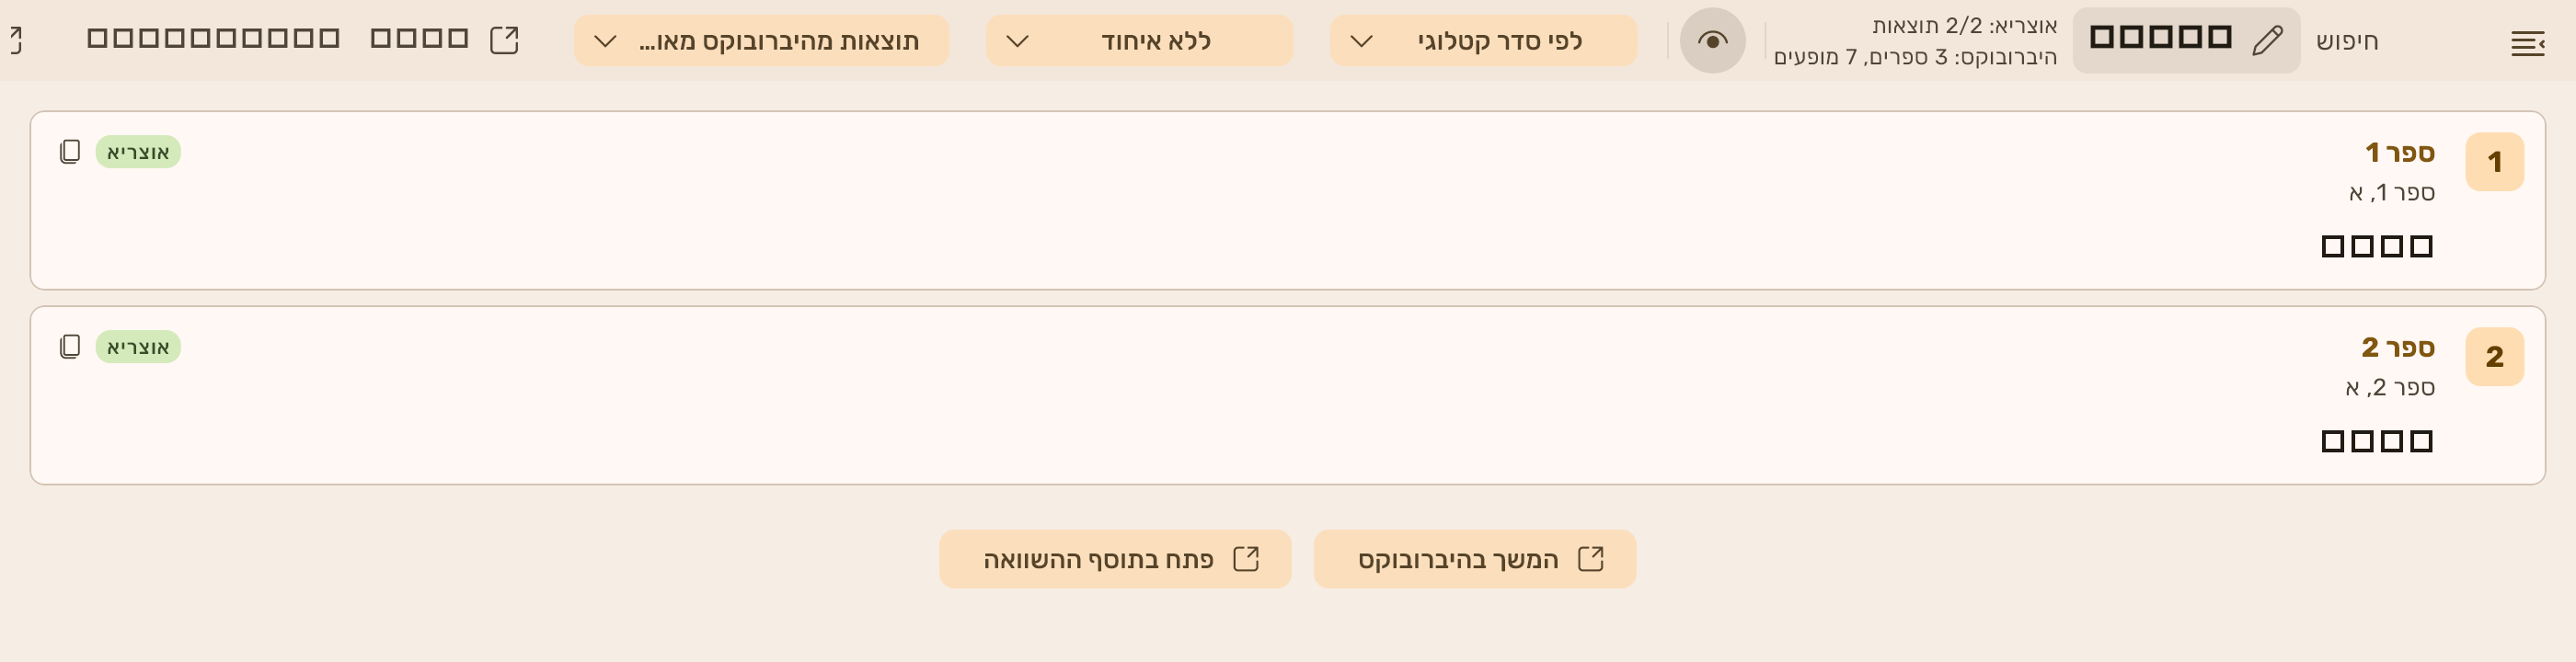 חיפוש
אוצריא: 2/2 תוצאות
היברובוקס: 3 ספרים, 7 מופעים
לפי סדר קטלוגי
ללא איחוד
תוצאות מהיברובוקס מאו...
1
ספר 1
ספר 1, א
אוצריא
2
ספר 2
ספר 2, א
אוצריא
המשך בהיברובוקס
פתח בתוסף ההשוואה